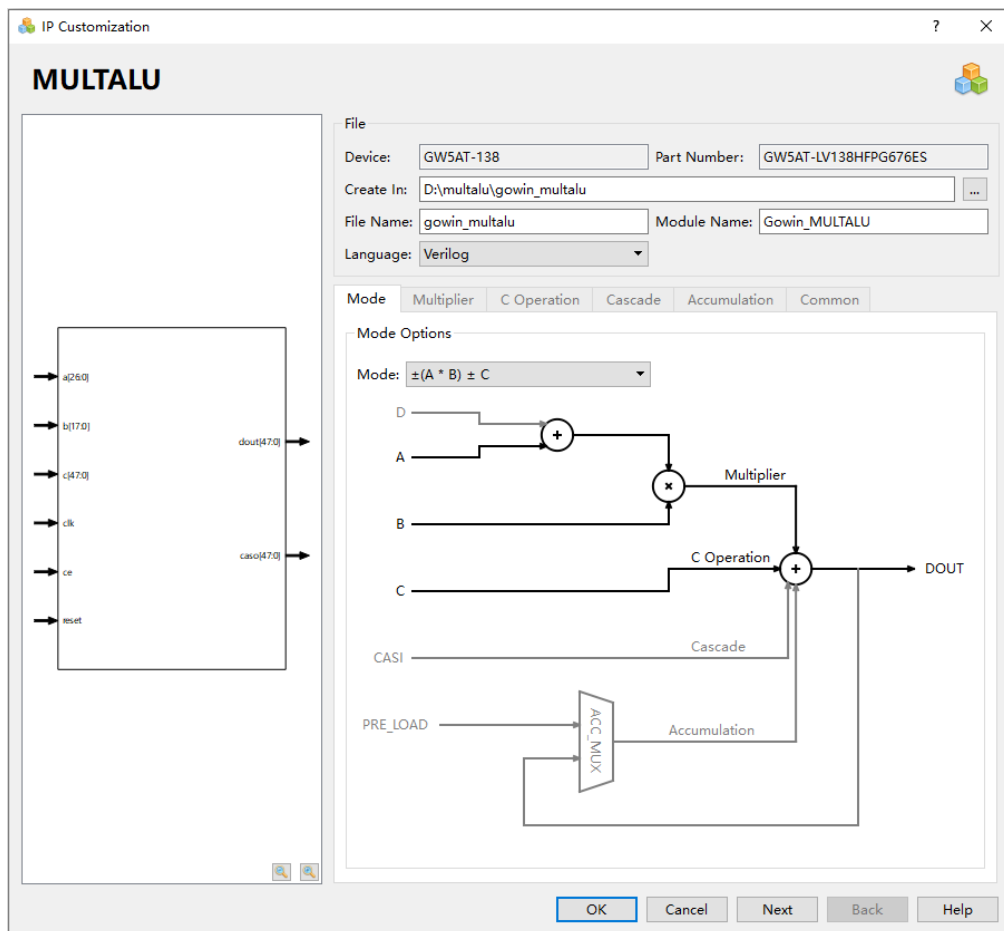 IP Customization ?
MULTALU
File
Device: GW5AT-138 Part Number: GW5AT-LV138HFPG676ES
Create In: D:\multalu\gowin_multalu ...
File Name: gowin_multalu Module Name: Gowin_MULTALU
Language: Verilog
Mode Multiplier C Operation Cascade Accumulation Common
Mode Options
Mode: ±(A * B) ± C
a[26:0]
b[17:0]
c[47:0]
clk
ce
reset
dout[47:0]
caso[47:0]
D
+
A
×
Multiplier
B
C Operation
C
+
DOUT
CASI
Cascade
PRE_LOAD
ACC_MUX
Accumulation
OK Cancel Next Back Help